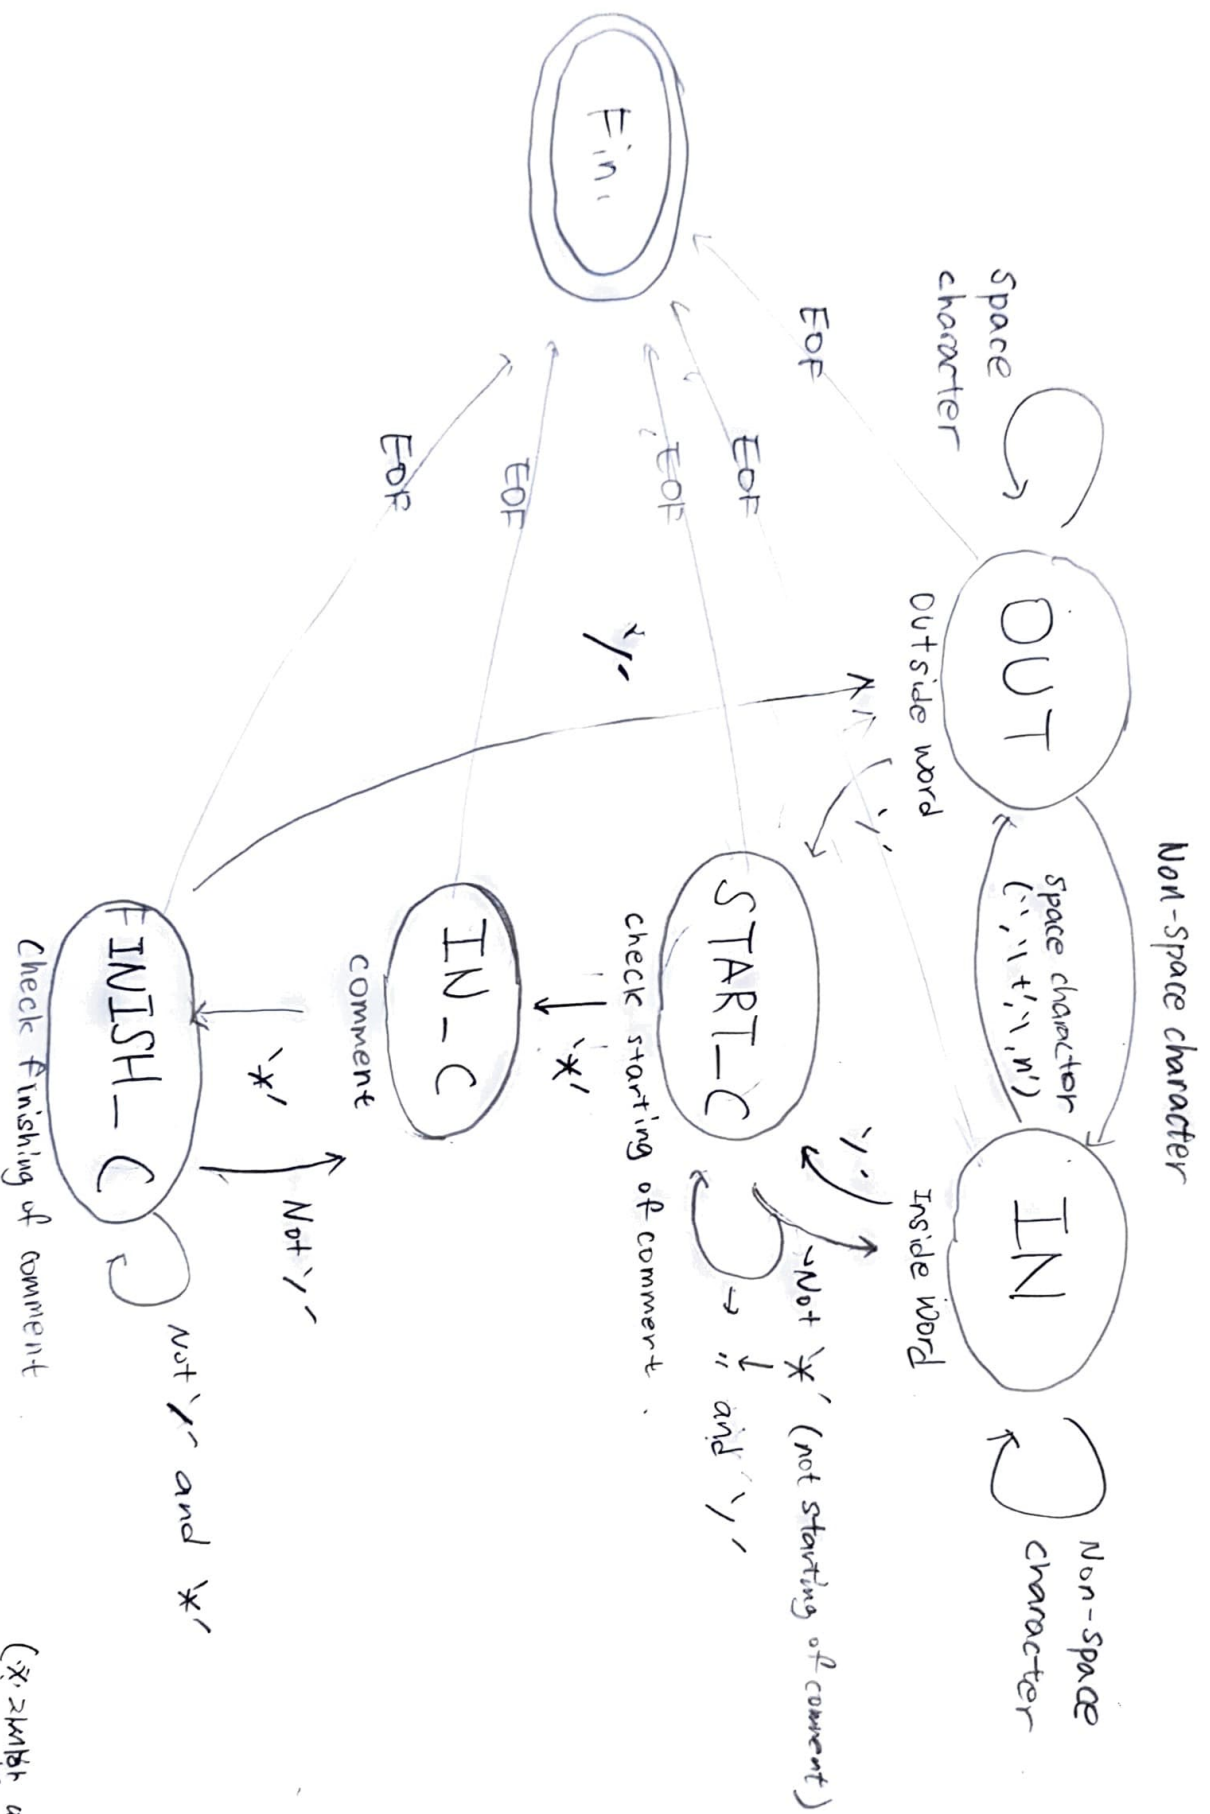 Non-space character
Space
character
OUT
Outside word
space character
(' ', '\t', '\n')
IN
Inside word
Non-space
character
EOF
'/'
'/'
Not '*' (not starting of comment)
→ " and '/'
Fin.
EOF
EOF
START_C
check starting of comment.
'/'
'*'
EOF
IN_C
comment
'*'
Not '/'
EOF
FINISH_C
Check finishing of comment
Not '/' and '*'